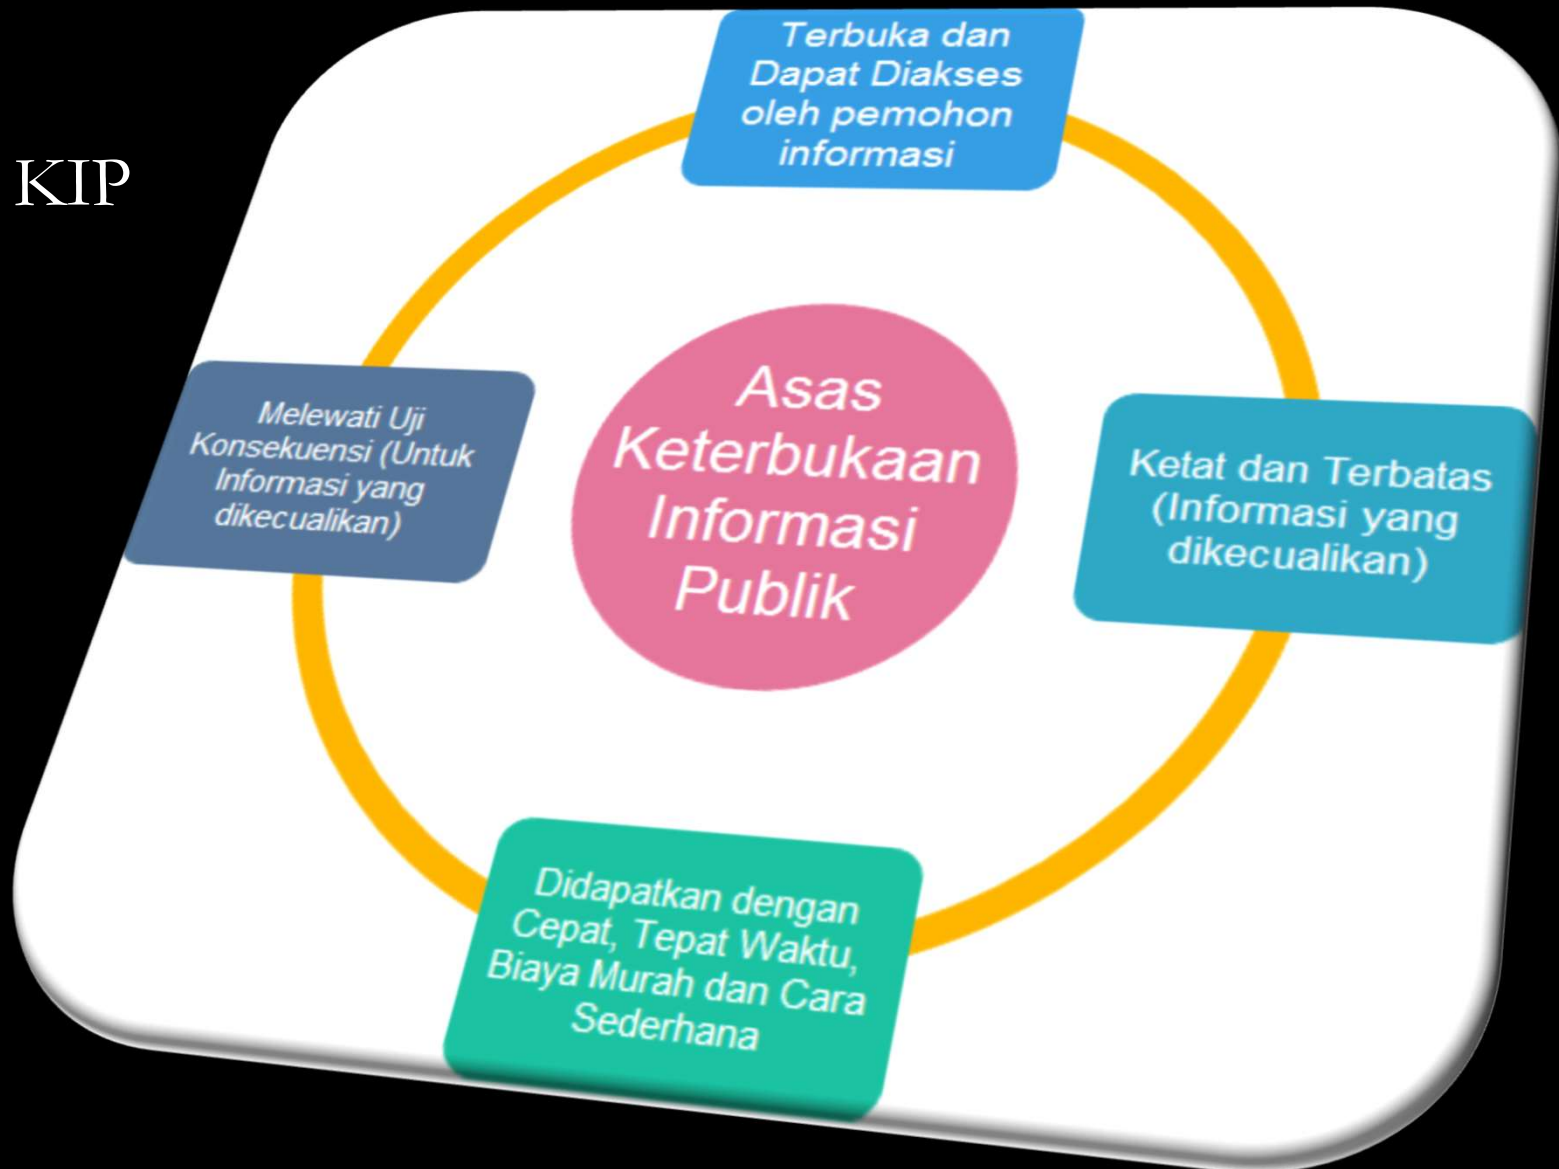 KIP
Terbuka dan
Dapat Diakses
oleh pemohon
informasi
Asas
Keterbukaan
Informasi
Publik
Melewati Uji
Konsekuensi (Untuk
Informasi yang
dikecualikan)
Ketat dan Terbatas
(Informasi yang
dikecualikan)
Didapatkan dengan
Cepat, Tepat Waktu,
Biaya Murah dan Cara
Sederhana